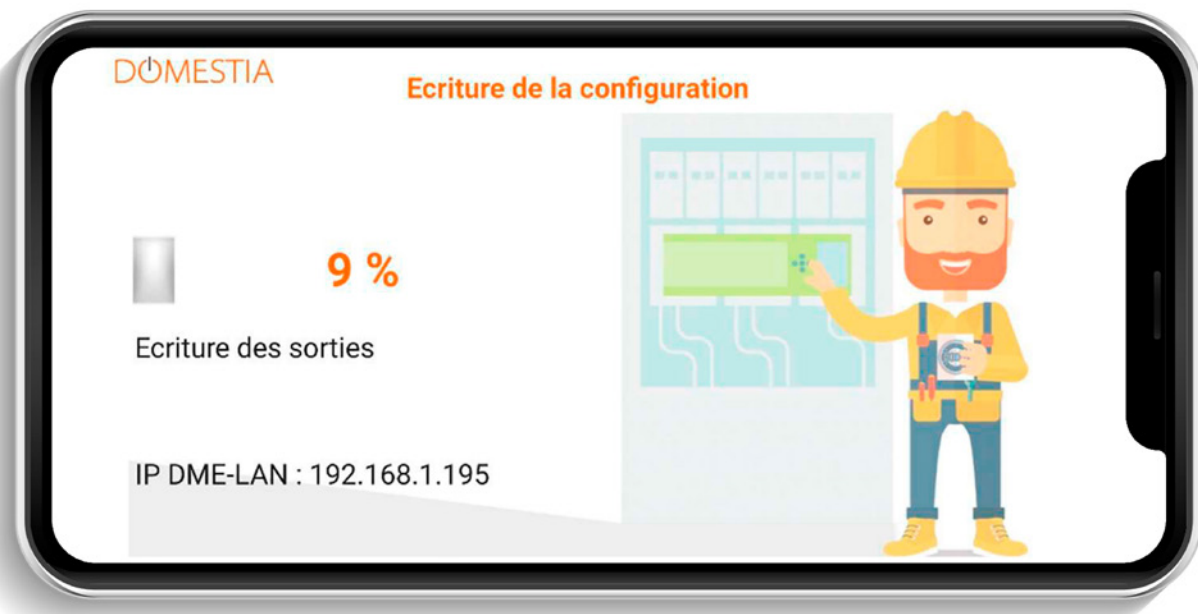 DOMESTIA
Ecriture de la configuration
9 %
Ecriture des sorties
IP DME-LAN : 192.168.1.195